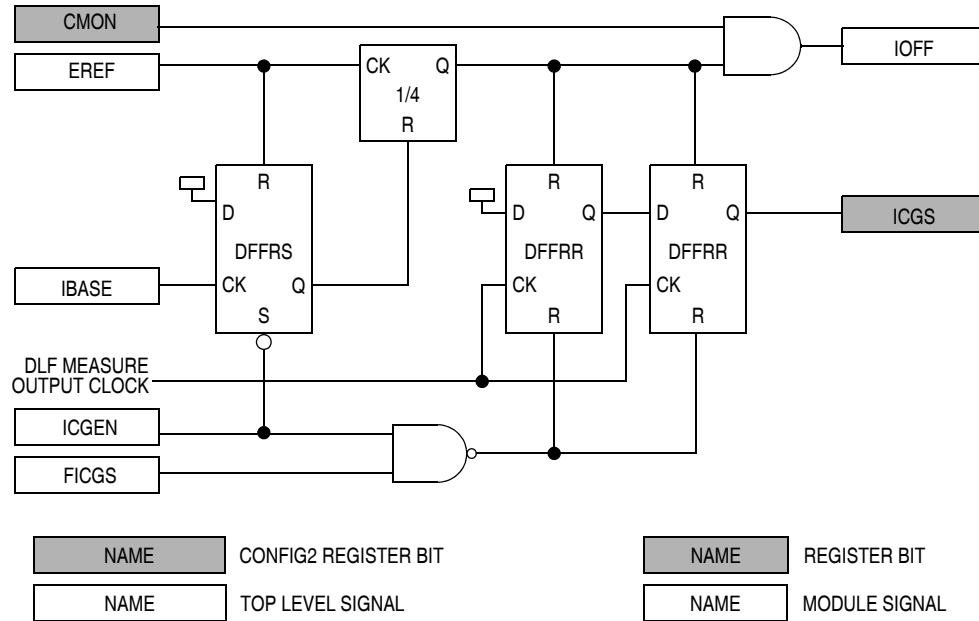 CMON
EREF
CK Q
1/4
R
IOFF
R
D
DFFRS
CK Q
S
R
D Q
DFFRR
CK
R
R
D Q
DFFRR
CK
R
ICGS
IBASE
DLF MEASURE
OUTPUT CLOCK
ICGEN
FICGS
NAME CONFIG2 REGISTER BIT
NAME REGISTER BIT
NAME TOP LEVEL SIGNAL
NAME MODULE SIGNAL